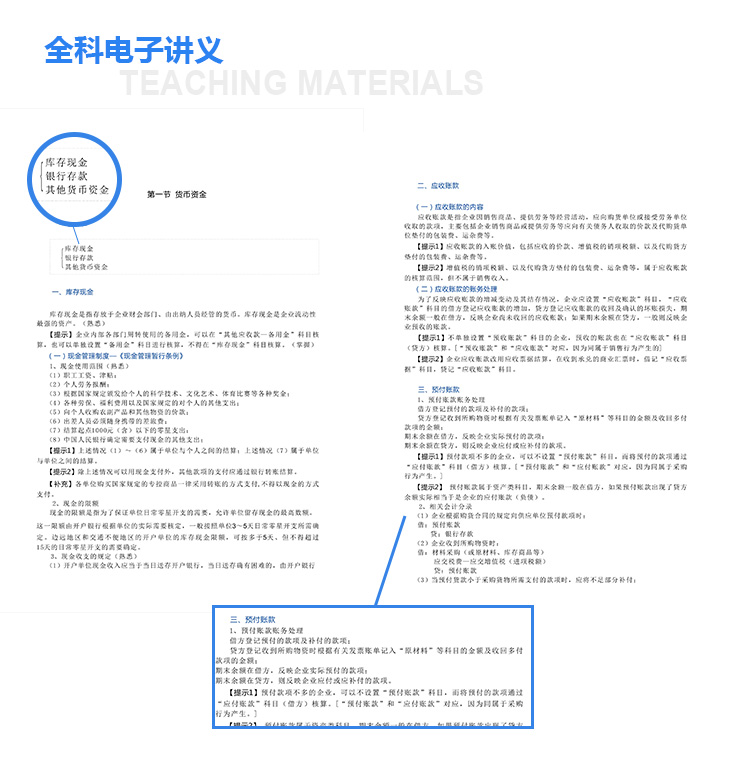 全科电子讲义
TEACHING MATERIALS
库存现金
银行存款
其他货币资金
第一节 货币资金
库存现金
银行存款
其他货币资金
一、库存现金
库存现金是指存放于企业财会部门、由出纳人员经管的货币。库存现金是企业流动性
最强的资产。（熟悉）
【提示】企业内部各部门周转使用的备用金，可以在“其他应收款—备用金”科目核
算，也可以单独设置“备用金”科目进行核算，不得在“库存现金”科目核算。（掌握）
（一）现金管理制度—《现金管理暂行条例》
1、现金使用范围（熟悉）
（1）职工工资、津贴；
（2）个人劳务报酬；
（3）根据国家规定颁发给个人的科学技术、文化艺术、体育比赛等各种奖金；
（4）各种劳保、福利费用以及国家规定的对个人的其他支出；
（5）向个人收购农副产品和其他物资的价款；
（6）出差人员必须随身携带的差旅费；
（7）结算起点1000元（含）以下的零星支出；
（8）中国人民银行确定需要支付现金的其他支出；
【提示1】上述情况（1）～（6）属于单位与个人之间的结算；上述情况（7）属于单位
与单位之间的结算。
【提示2】除上述情况可以用现金支付外，其他款项的支付应通过银行转账结算。
【补充】各单位购买国家规定的专控商品一律采用转账的方式支付,不得以现金的方式
支付。
2、现金的限额
现金的限额是指为了保证单位日常零星开支的需要，允许单位留存现金的最高数额。
这一限额由开户银行根据单位的实际需要核定，一般按照单位3～5天日常零星开支所需确
定。边远地区和交通不便地区的开户单位的库存现金限额，可按多于5天、但不得超过
15天的日常零星开支的需要确定。
3、现金收支的规定（熟悉）
（1）开户单位现金收入应当于当日送存开户银行，当日送存确有困难的，由开户银行
二、应收账款
（一）应收账款的内容
应收账款是指企业因销售商品、提供劳务等经营活动，应向购货单位或接受劳务单位
收取的款项，主要包括企业销售商品或提供劳务等应向有关债务人收取的价款及代购货单
位垫付的包装费、运杂费等。
【提示1】应收账款的入账价值，包括应收的价款、增值税的销项税额、以及代购货方
垫付的包装费、运杂费等。
【提示2】增值税的销项税额、以及代购货方垫付的包装费、运杂费等，属于应收账款
的核算范围，但不属于销售收入。
（二）应收账款的账务处理
为了反映应收账款的增减变动及其结存情况，企业应设置“应收账款”科目，“应收
账款”科目的借方登记应收账款的增加，贷方登记应收账款的收回及确认的坏账损失，期
末余额一般在借方，反映企业尚未收回的应收账款；如果期末余额在贷方，一般则反映企
业预收的账款。
【提示1】不单独设置“预收账款”科目的企业，预收的账款也在“应收账款”科目
（贷方）核算。[“预收账款”和“应收账款”对应，因为同属于销售行为产生的]
【提示2】企业应收账款改用应收票据结算，在收到承兑的商业汇票时，借记“应收票
据”科目，贷记“应收账款”科目。
三、预付账款
1、预付账款账务处理
借方登记预付的款项及补付的款项；
贷方登记收到所购物资时根据有关发票账单记入“原材料”等科目的金额及收回多付
款项的金额；
期末余额在借方，反映企业实际预付的款项；
期末余额在贷方，则反映企业应付或应补付的款项。
【提示1】预付款项不多的企业，可以不设置“预付账款”科目，而将预付的款项通过
“应付账款”科目（借方）核算。[“预付账款”和“应付账款”对应，因为同属于采购
行为产生。]
【提示2】 预付账款属于资产类科目，期末余额一般在借方，如果预付账款出现了贷方
余额实际相当于是企业的应付账款（负债）。
2、相关会计分录
（1）企业根据购货合同的规定向供应单位预付款项时：
借：预付账款
贷：银行存款
（2）企业收到所购物资时：
借：材料采购（或原材料、库存商品等）
应交税费—应交增值税（进项税额）
贷：预付账款
（3）当预付货款小于采购货物所需支付的款项时，应将不足部分补付：
三、预付账款
1、预付账款账务处理
借方登记预付的款项及补付的款项；
贷方登记收到所购物资时根据有关发票账单记入“原材料”等科目的金额及收回多付
款项的金额；
期末余额在借方，反映企业实际预付的款项；
期末余额在贷方，则反映企业应付或应补付的款项。
【提示1】预付款项不多的企业，可以不设置“预付账款”科目，而将预付的款项通过
“应付账款”科目（借方）核算。[“预付账款”和“应付账款”对应，因为同属于采购
行为产生。]
【提示2】 预付账款属于资产类科目，期末余额一般在借方，如果预付账款出现了贷方